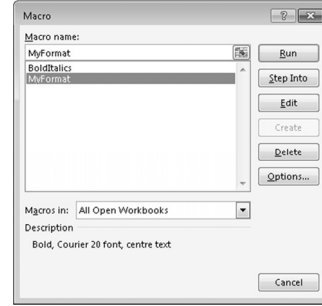 Macro
Macro name:
MyFormat
Run
BoldItalics
MyFormat
Step Into
Edit
Create
Delete
Options...
Macros in: All Open Workbooks
Description
Bold, Courier 20 font, centre text
Cancel